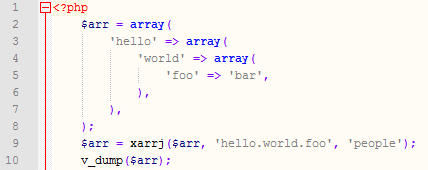 1 <?php
2 $arr = array(
3 'hello' => array(
4 'world' => array(
5 'foo' => 'bar',
6 ),
7 ),
8 );
9 $arr = xarrj($arr, 'hello.world.foo', 'people');
10 v_dump($arr);